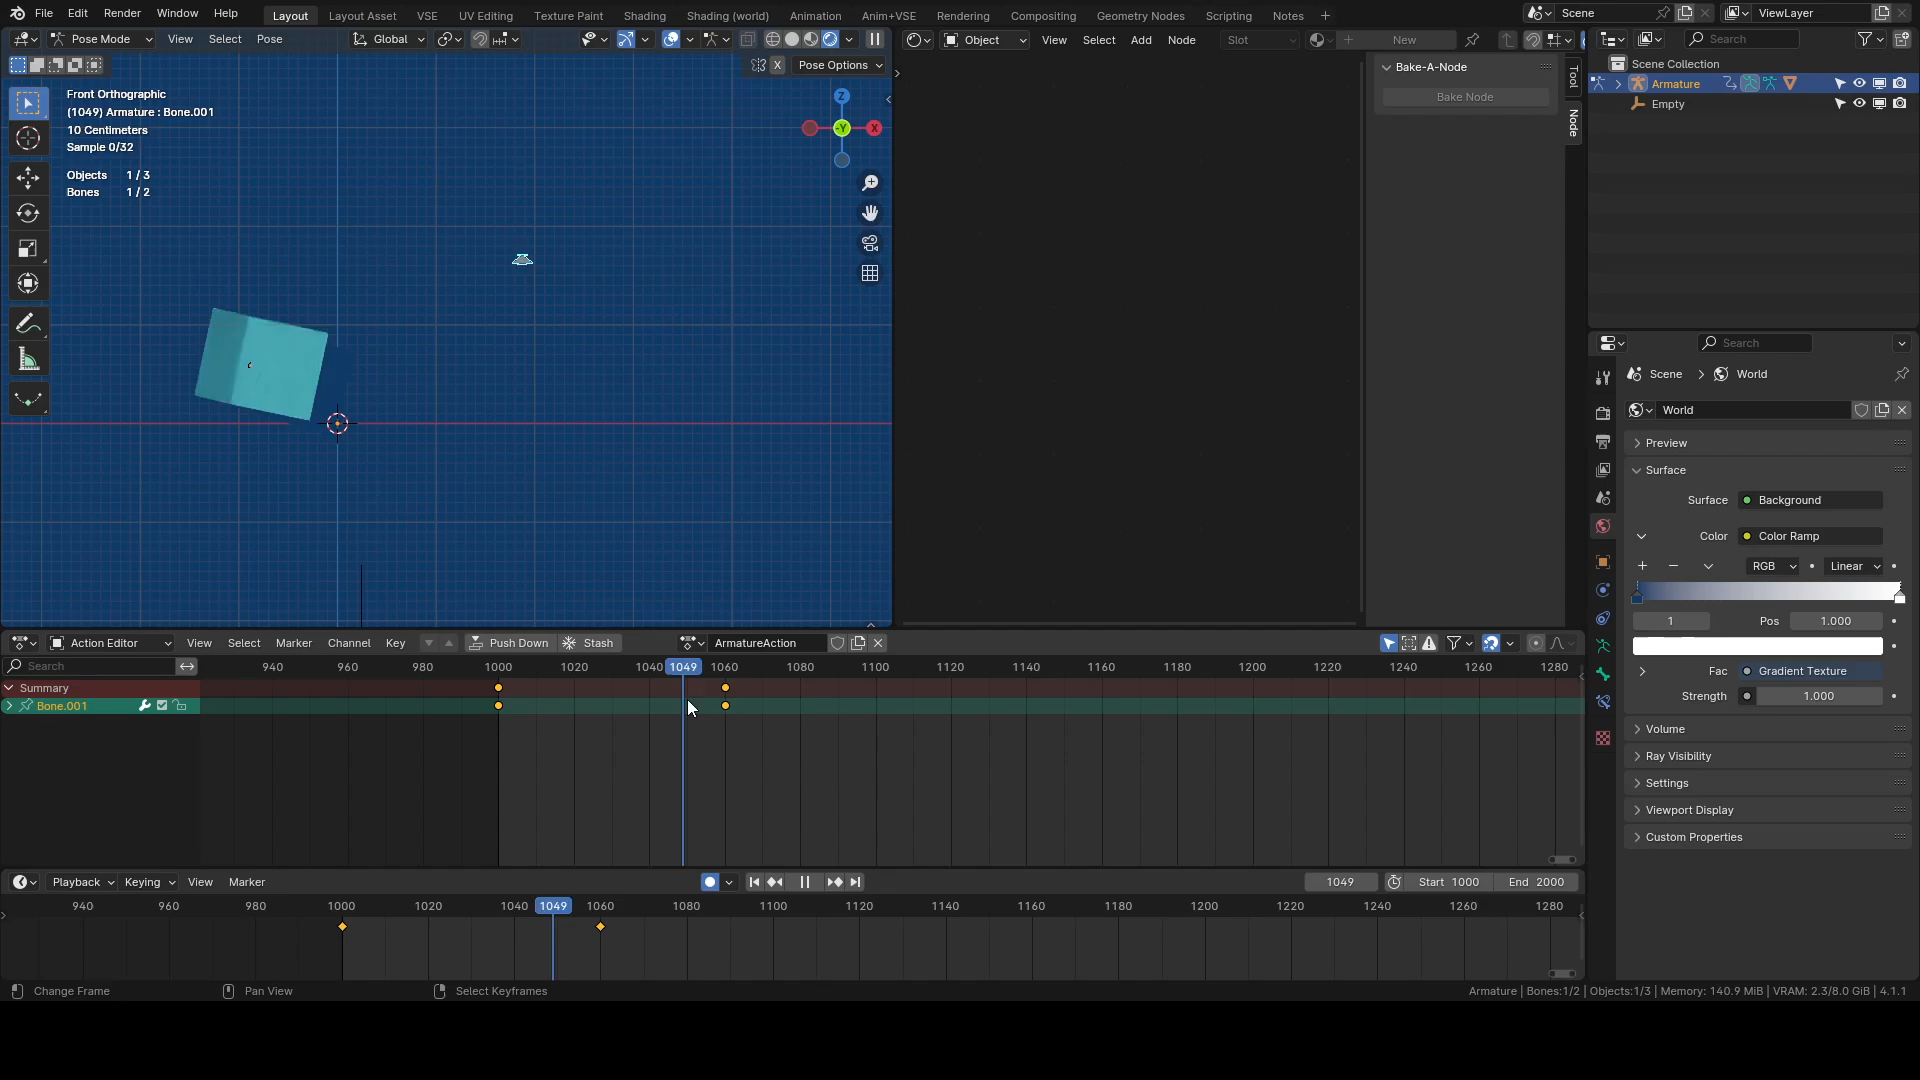 File Edit Render Window Help Layout Layout Asset VSE UV Editing Texture Paint Shading Shading (world) Animation Anim+VSE Rendering Compositing Geometry Nodes Scripting Notes + Scene ViewLayer
Pose Mode View Select Pose Global Object View Select Add Node Slot New Search
X Pose Options
Front Orthographic
(1049) Armature : Bone.001
10 Centimeters
Sample 0/32
Objects 1 / 3
Bones 1 / 2
Z
-Y
X
Bake-A-Node
Bake Node
Tool
Node
Scene Collection
Armature
Empty
Search
Scene > World
World
Preview
Surface
Surface Background
Color Color Ramp
RGB Linear
1 Pos 1.000
Fac Gradient Texture
Strength 1.000
Volume
Ray Visibility
Settings
Viewport Display
Custom Properties
Action Editor View Select Marker Channel Key Push Down Stash ArmatureAction
Search 940 960 980 1000 1020 1040 1049 1060 1080 1100 1120 1140 1160 1180 1200 1220 1240 1260 1280
Summary
Bone.001
Playback Keying View Marker 1049 Start 1000 End 2000
940 960 980 1000 1020 1040 1049 1060 1080 1100 1120 1140 1160 1180 1200 1220 1240 1260 1280
Change Frame Pan View Select Keyframes Armature | Bones:1/2 | Objects:1/3 | Memory: 140.9 MiB | VRAM: 2.3/8.0 GiB | 4.1.1